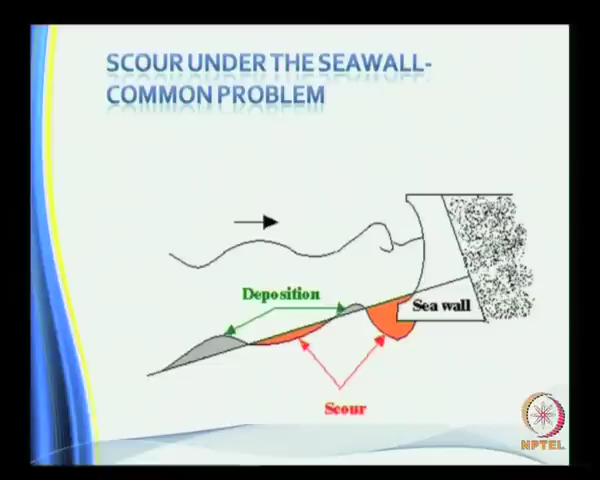 SCOUR UNDER THE SEAWALL-
COMMON PROBLEM
Deposition
Sea wall
Scour
NPTEL